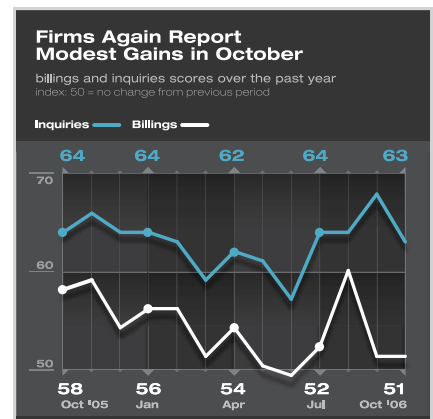 Firms Again Report
Modest Gains in October
billings and inquiries scores over the past year
index: 50 = no change from previous period
Inquiries Billings
64 64 62 64 63
70
60
50
58 56 54 52 51
Oct '05 Jan Apr Jul Oct '06